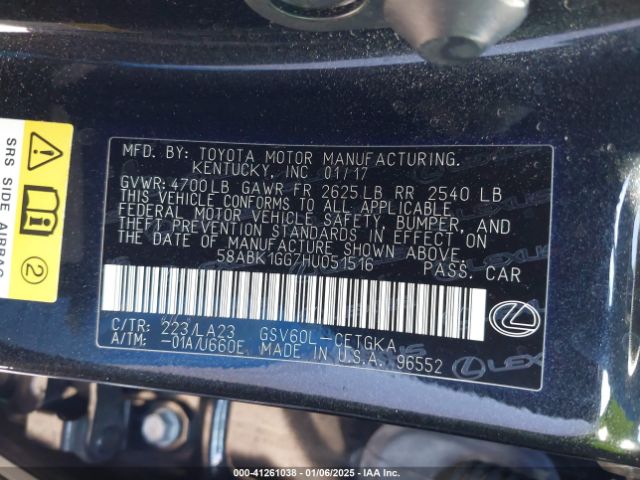 SRS SIDE AIRBAG
2
MFD. BY: TOYOTA MOTOR MANUFACTURING.
KENTUCKY, INC 01/17
GVWR: 4700LB GAWR FR 2625LB RR 2540 LB
THIS VEHICLE CONFORMS TO ALL APPLICABLE
FEDERAL MOTOR VEHICLE SAFETY BUMPER, AND
THEFT PREVENTION STANDARDS IN EFFECT ON
THE DATE OF MANUFACTURE SHOWN ABOVE.
58ABK1GG7HU051516 PASS. CAR
C/TR: 223/LA23 GSV60L-CETGKA
A/TM: -01A/U660E, MADE IN U.S.A. 96552
LEXUS
000-41261038 | 01/06/2025 | IAA Inc.